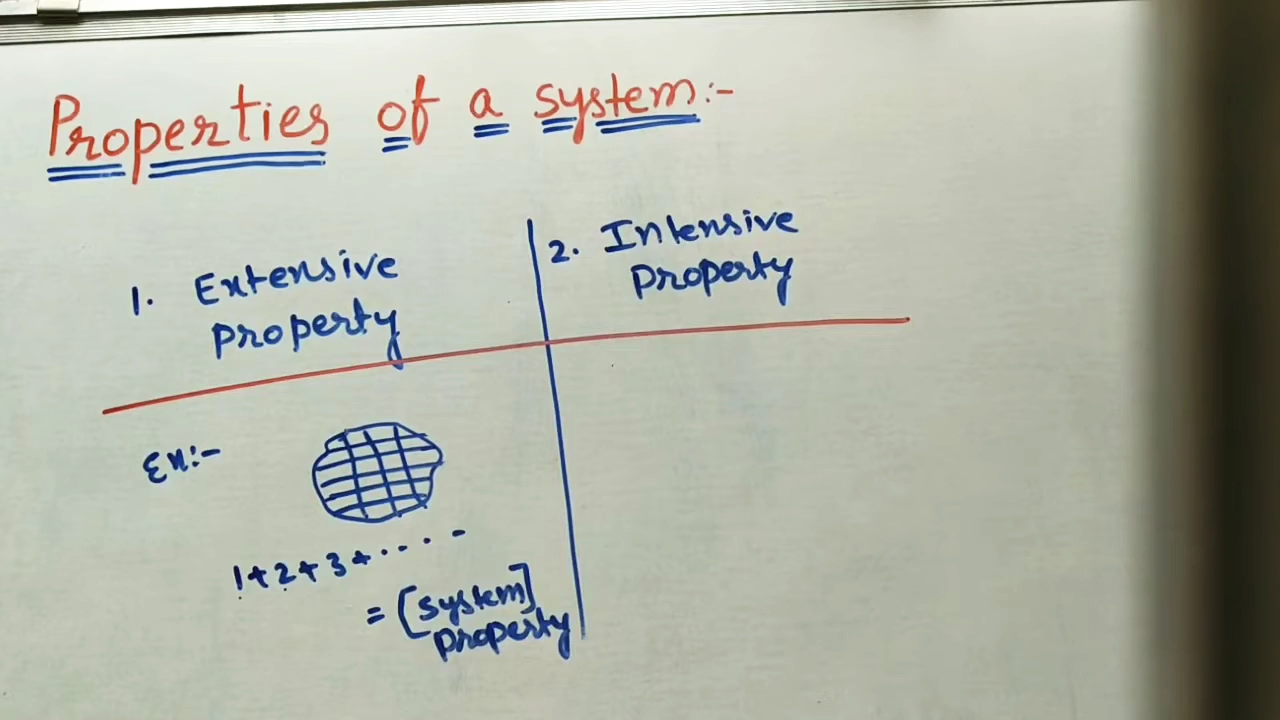 Properties of a system:-
1. Extensive
Property
2. Intensive
Property
Ex:-
1+2+3+....-
= [system]
Property